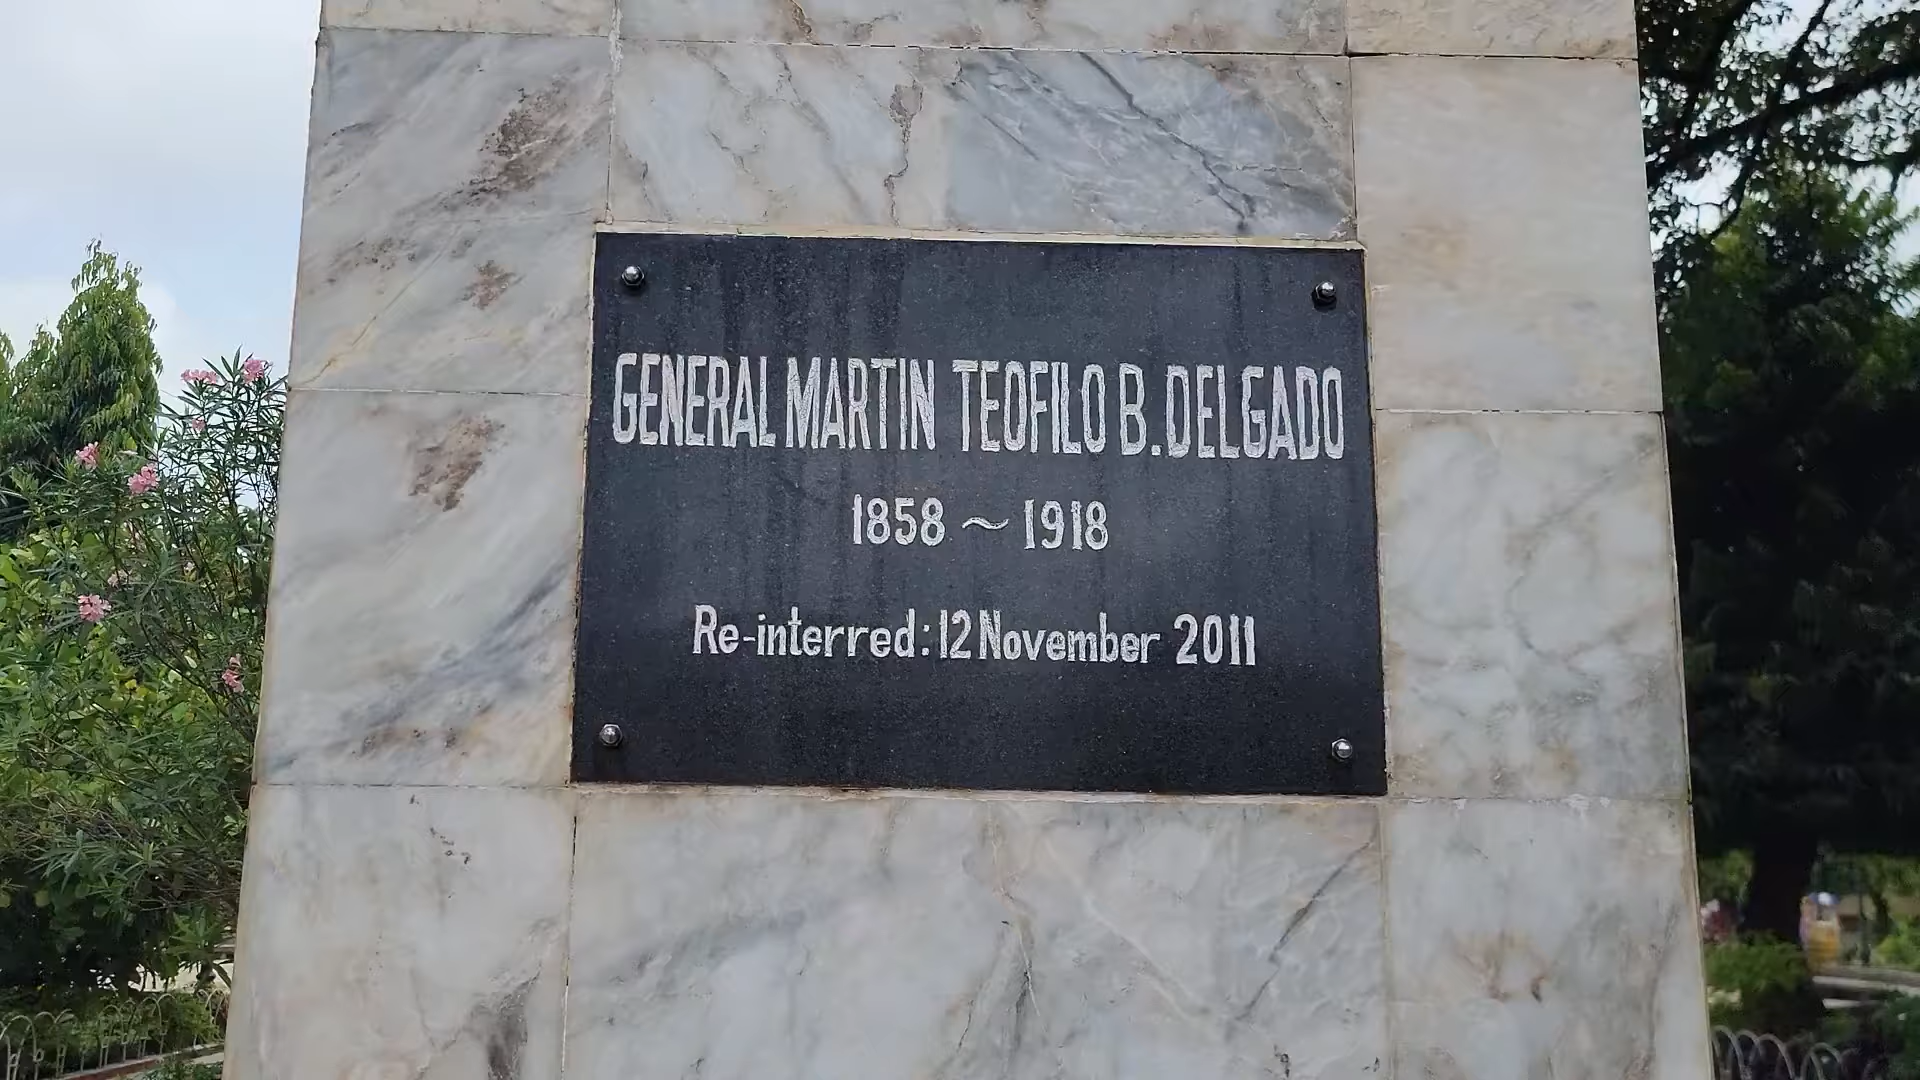 GENERAL MARTIN TEOFILO B. DELGADO
1858 ~ 1918
Re-interred: 12 November 2011